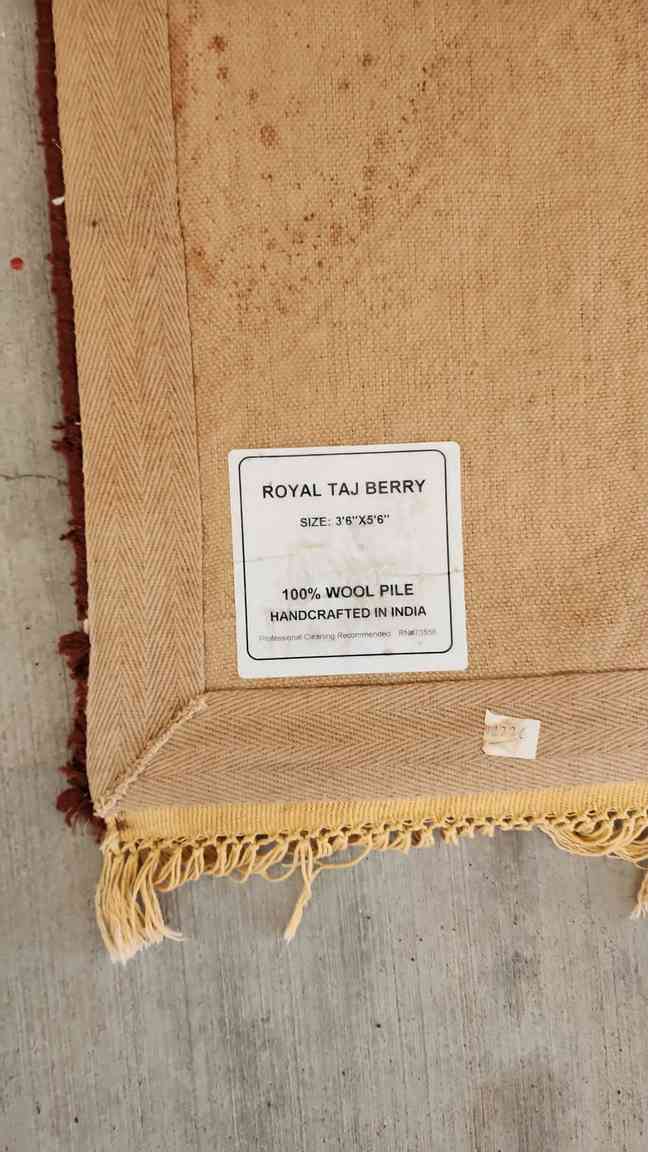 ROYAL TAJ BERRY
SIZE: 3'6"X5'6"
100% WOOL PILE
HANDCRAFTED IN INDIA
Professional Cleaning Recommended